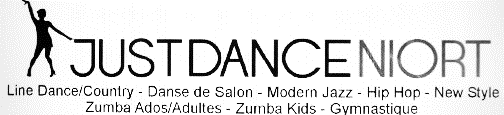 JUSTDANCENIORT
Line Dance/Country - Danse de Salon - Modern Jazz - Hip Hop - New Style
Zumba Ados/Adultes - Zumba Kids - Gymnastique